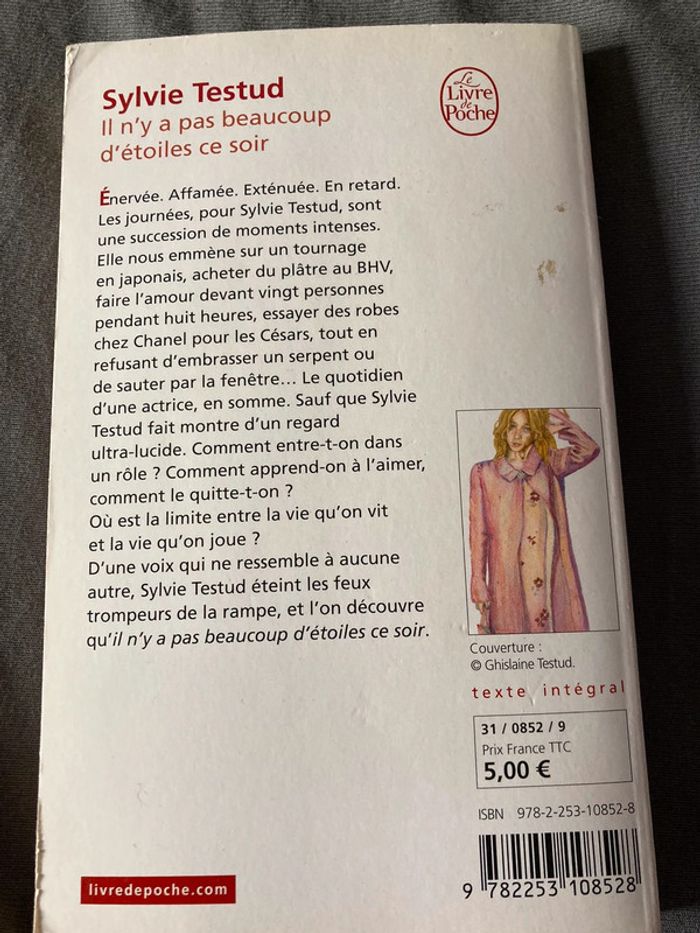 Sylvie Testud
Il n'y a pas beaucoup
d'étoiles ce soir
Le
Livre
de
Poche
Énervée. Affamée. Exténuée. En retard.
Les journées, pour Sylvie Testud, sont
une succession de moments intenses.
Elle nous emmène sur un tournage
en japonais, acheter du plâtre au BHV,
faire l'amour devant vingt personnes
pendant huit heures, essayer des robes
chez Chanel pour les Césars, tout en
refusant d'embrasser un serpent ou
de sauter par la fenêtre... Le quotidien
d'une actrice, en somme. Sauf que Sylvie
Testud fait montre d'un regard
ultra-lucide. Comment entre-t-on dans
un rôle ? Comment apprend-on à l'aimer,
comment le quitte-t-on ?
Où est la limite entre la vie qu'on vit
et la vie qu'on joue ?
D'une voix qui ne ressemble à aucune
autre, Sylvie Testud éteint les feux
trompeurs de la rampe, et l'on découvre
qu'il n'y a pas beaucoup d'étoiles ce soir.
Couverture :
© Ghislaine Testud.
texte intégral
31 / 0852 / 9
Prix France TTC
5,00 €
ISBN 978-2-253-10852-8
9 782253 108528
livredepoche.com